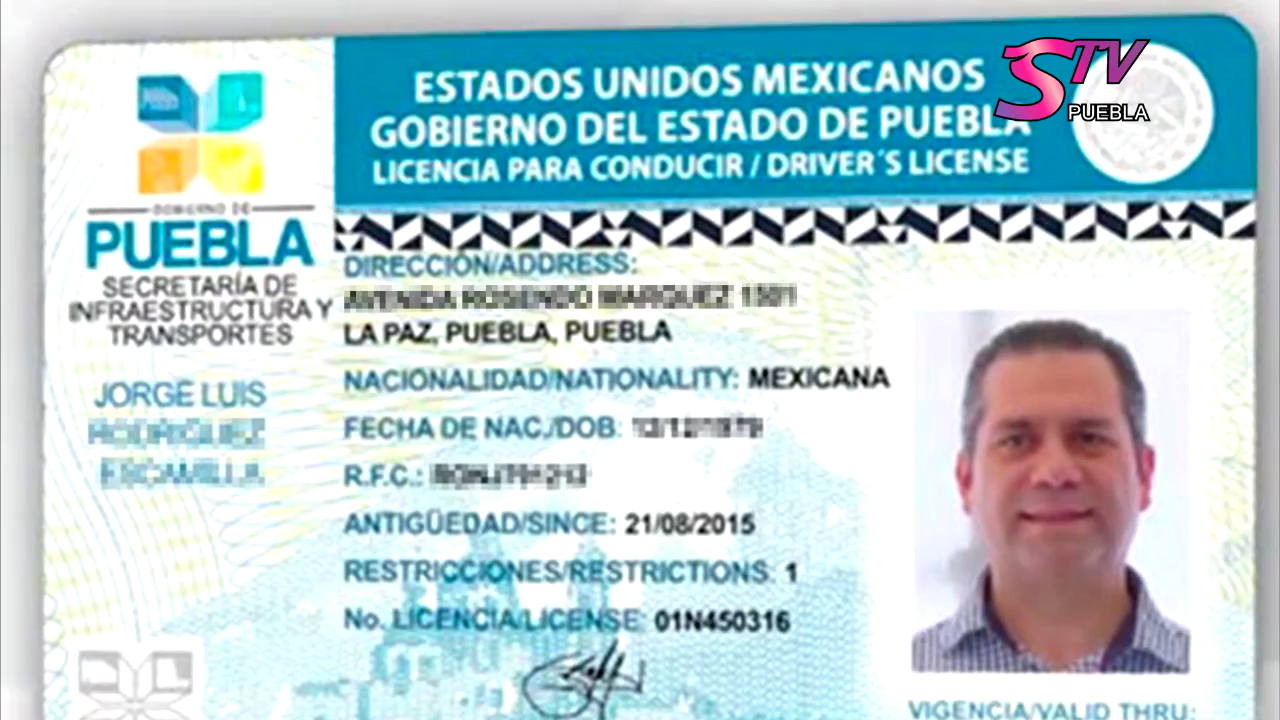 STV
PUEBLA
ESTADOS UNIDOS MEXICANOS
GOBIERNO DEL ESTADO DE PUEBLA
LICENCIA PARA CONDUCIR / DRIVER´S LICENSE
GOBIERNO DE
PUEBLA
SECRETARÍA DE
INFRAESTRUCTURA Y
TRANSPORTES
JORGE LUIS
DIRECCIÓN/ADDRESS:
LA PAZ, PUEBLA, PUEBLA
NACIONALIDAD/NATIONALITY: MEXICANA
FECHA DE NAC./DOB:
R.F.C.:
ANTIGÜEDAD/SINCE: 21/08/2015
RESTRICCIONES/RESTRICTIONS: 1
No. LICENCIA/LICENSE: 01N450316
VIGENCIA/VALID THRU: